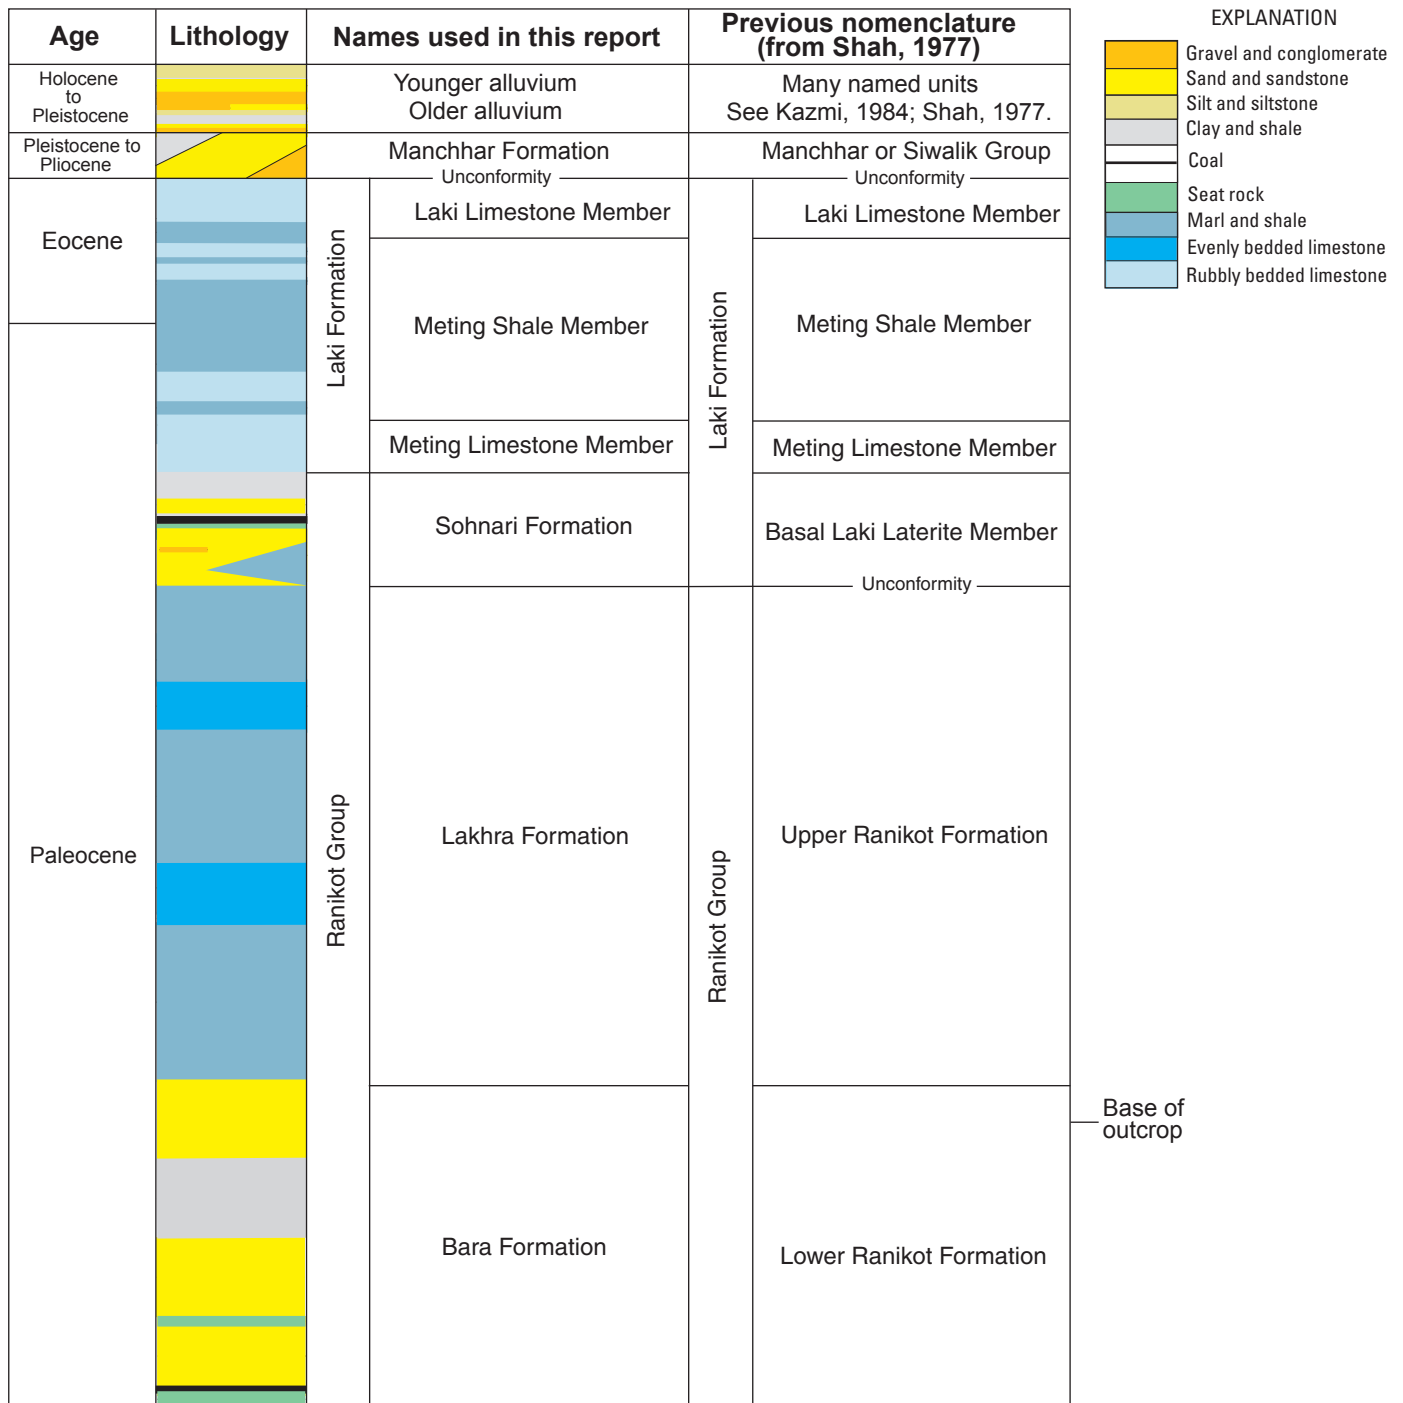 Age
Lithology
Names used in this report
Previous nomenclature
(from Shah, 1977)
Holocene
to
Pleistocene
Younger alluvium
Older alluvium
Many named units
See Kazmi, 1984; Shah, 1977.
Pleistocene to
Pliocene
Manchhar Formation
Manchhar or Siwalik Group
Unconformity
Unconformity
Eocene
Laki Formation
Laki Limestone Member
Meting Shale Member
Meting Limestone Member
Laki Formation
Laki Limestone Member
Meting Shale Member
Meting Limestone Member
Basal Laki Laterite Member
Unconformity
Paleocene
Ranikot Group
Sohnari Formation
Lakhra Formation
Bara Formation
Ranikot Group
Upper Ranikot Formation
Lower Ranikot Formation
Base of
outcrop
EXPLANATION
Gravel and conglomerate
Sand and sandstone
Silt and siltstone
Clay and shale
Coal
Seat rock
Marl and shale
Evenly bedded limestone
Rubbly bedded limestone